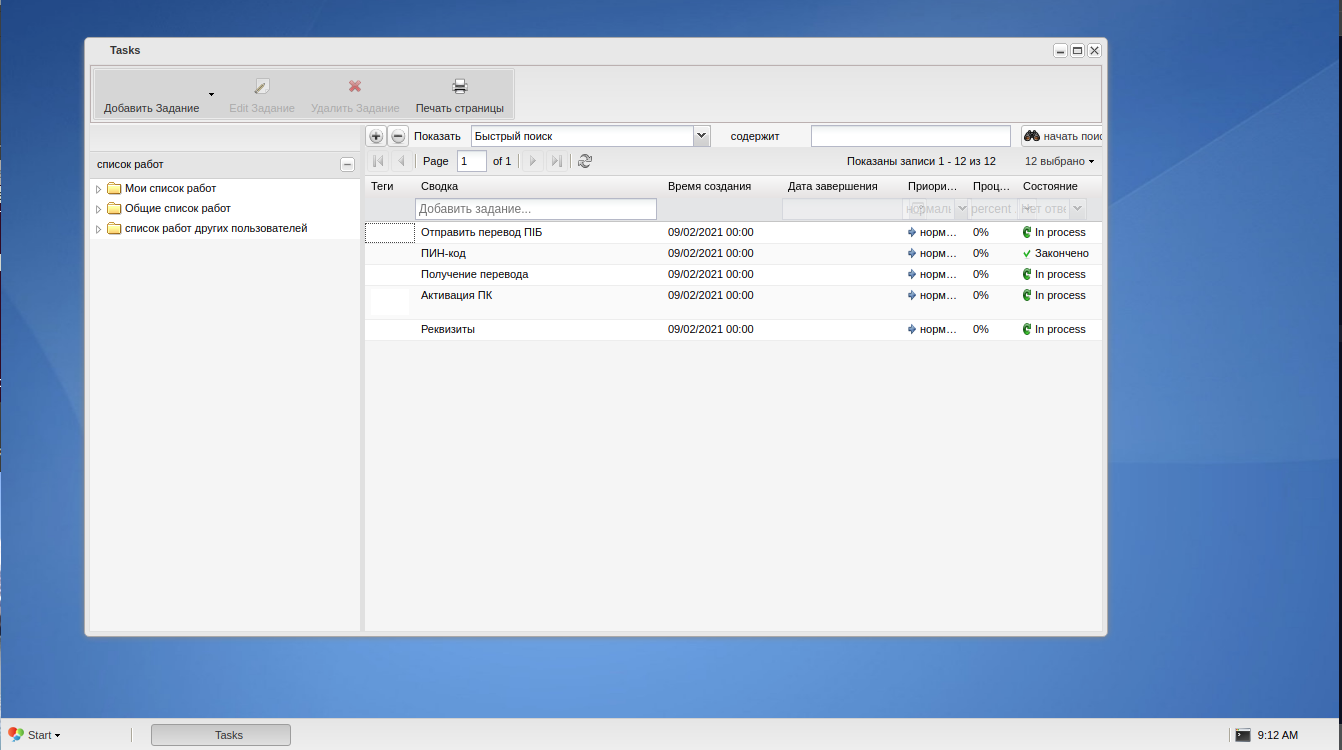 Tasks
Добавить Задание
Edit Задание
Удалить Задание
Печать страницы
Показать Быстрый поиск содержит начать поис
список работ
Page 1 of 1 Показаны записи 1 - 12 из 12 12 выбрано
Теги Сводка Время создания Дата завершения Приори... Проц... Состояние
Добавить задание... нормаль percent Нет отве
Мои список работ
Общие список работ
список работ других пользователей
Отправить перевод ПІБ 09/02/2021 00:00 норм... 0% In process
ПИН-код 09/02/2021 00:00 норм... 0% Закончено
Получение перевода 09/02/2021 00:00 норм... 0% In process
Активация ПК 09/02/2021 00:00 норм... 0% In process
Реквизиты 09/02/2021 00:00 норм... 0% In process
Start Tasks 9:12 AM